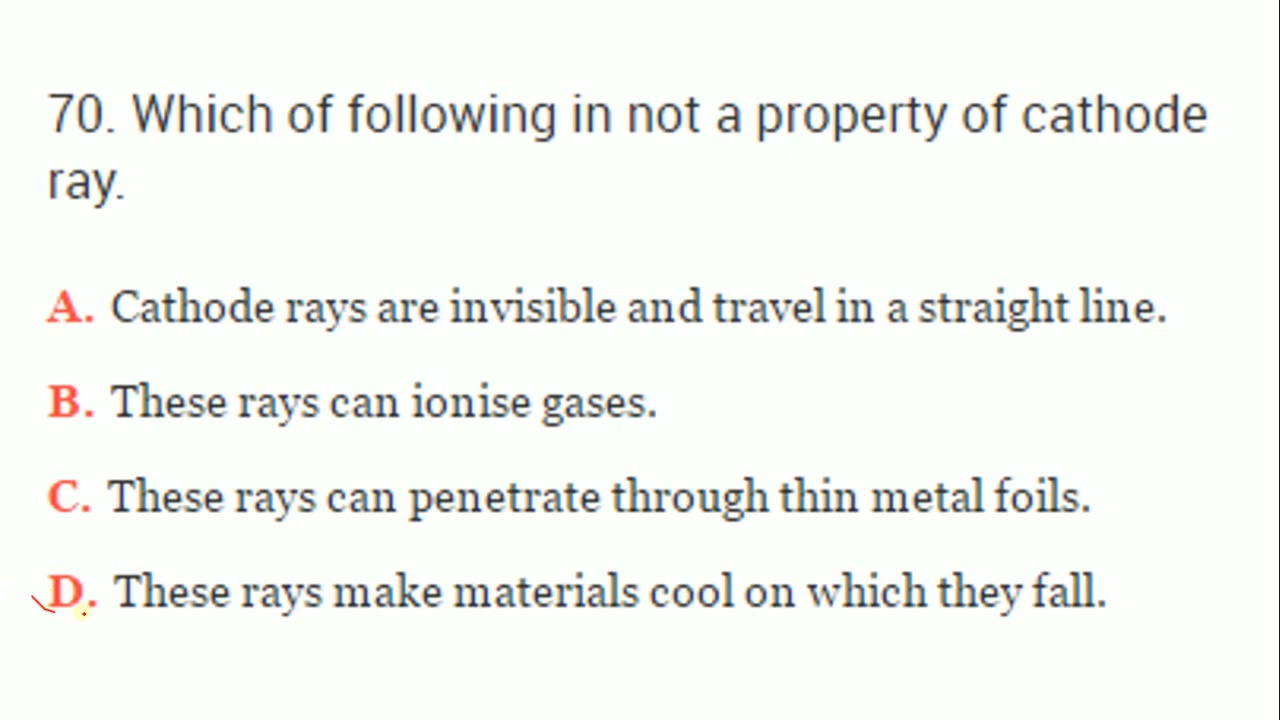 70. Which of following in not a property of cathode
ray.
A. Cathode rays are invisible and travel in a straight line.
B. These rays can ionise gases.
C. These rays can penetrate through thin metal foils.
D. These rays make materials cool on which they fall.